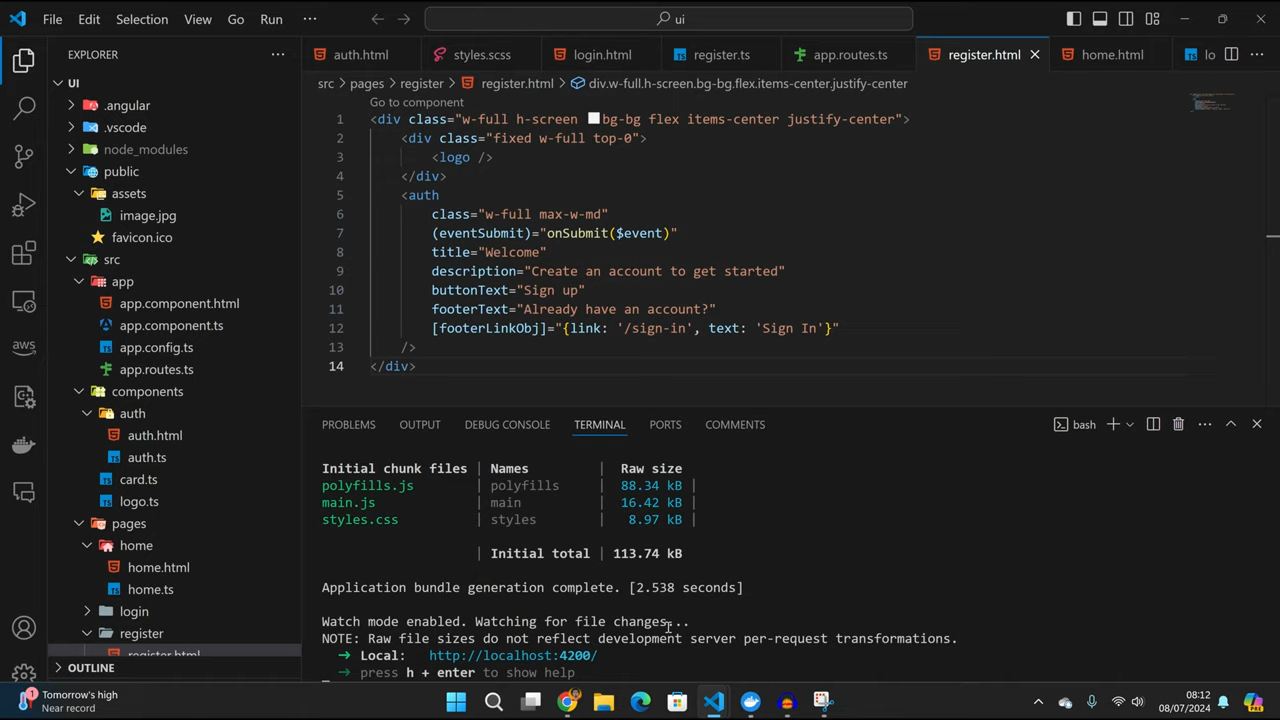 File Edit Selection View Go Run ··· ui
EXPLORER ···
auth.html styles.scss login.html register.ts app.routes.ts register.html home.html lo ···
src > pages > register > register.html > div.w-full.h-screen.bg-bg.flex.items-center.justify-center
Go to component
1 <div class="w-full h-screen bg-bg flex items-center justify-center">
2 <div class="fixed w-full top-0">
3 <logo />
4 </div>
5 <auth
6 class="w-full max-w-md"
7 (eventSubmit)="onSubmit($event)"
8 title="Welcome"
9 description="Create an account to get started"
10 buttonText="Sign up"
11 footerText="Already have an account?"
12 [footerLinkObj]="{link: '/sign-in', text: 'Sign In'}"
13 />
14 </div>
UI
.angular
.vscode
node_modules
public
assets
image.jpg
favicon.ico
src
app
app.component.html
app.component.ts
app.config.ts
app.routes.ts
components
auth
auth.html
auth.ts
card.ts
logo.ts
pages
home
home.html
home.ts
login
register
register.html
OUTLINE
PROBLEMS OUTPUT DEBUG CONSOLE TERMINAL PORTS COMMENTS bash ···
Initial chunk files | Names | Raw size
polyfills.js | polyfills | 88.34 kB |
main.js | main | 16.42 kB |
styles.css | styles | 8.97 kB |
| Initial total | 113.74 kB
Application bundle generation complete. [2.538 seconds]
Watch mode enabled. Watching for file changes...
NOTE: Raw file sizes do not reflect development server per-request transformations.
➜ Local: http://localhost:4200/
➜ press h + enter to show help
aws
1
Tomorrow's high
Near record
08:12
08/07/2024
PRE